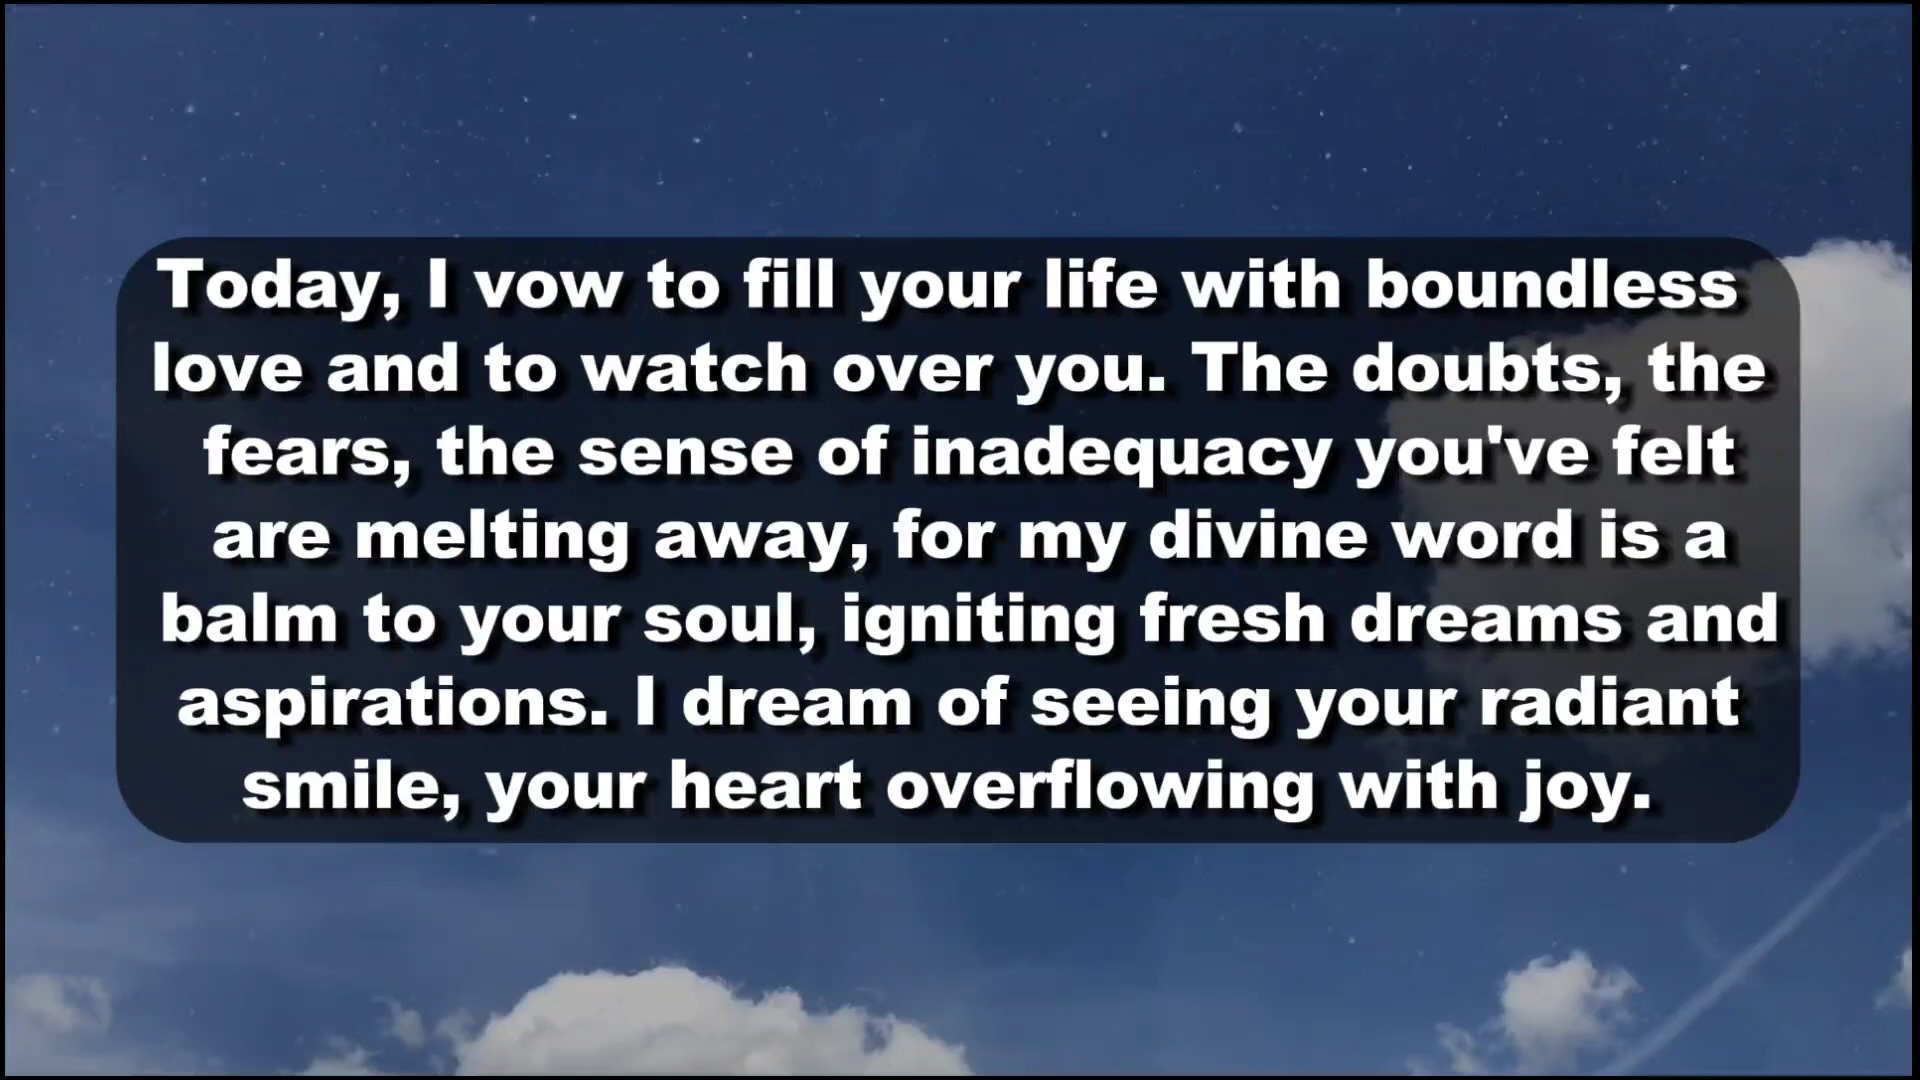 Today, I vow to fill your life with boundless
love and to watch over you. The doubts, the
fears, the sense of inadequacy you've felt
are melting away, for my divine word is a
balm to your soul, igniting fresh dreams and
aspirations. I dream of seeing your radiant
smile, your heart overflowing with joy.